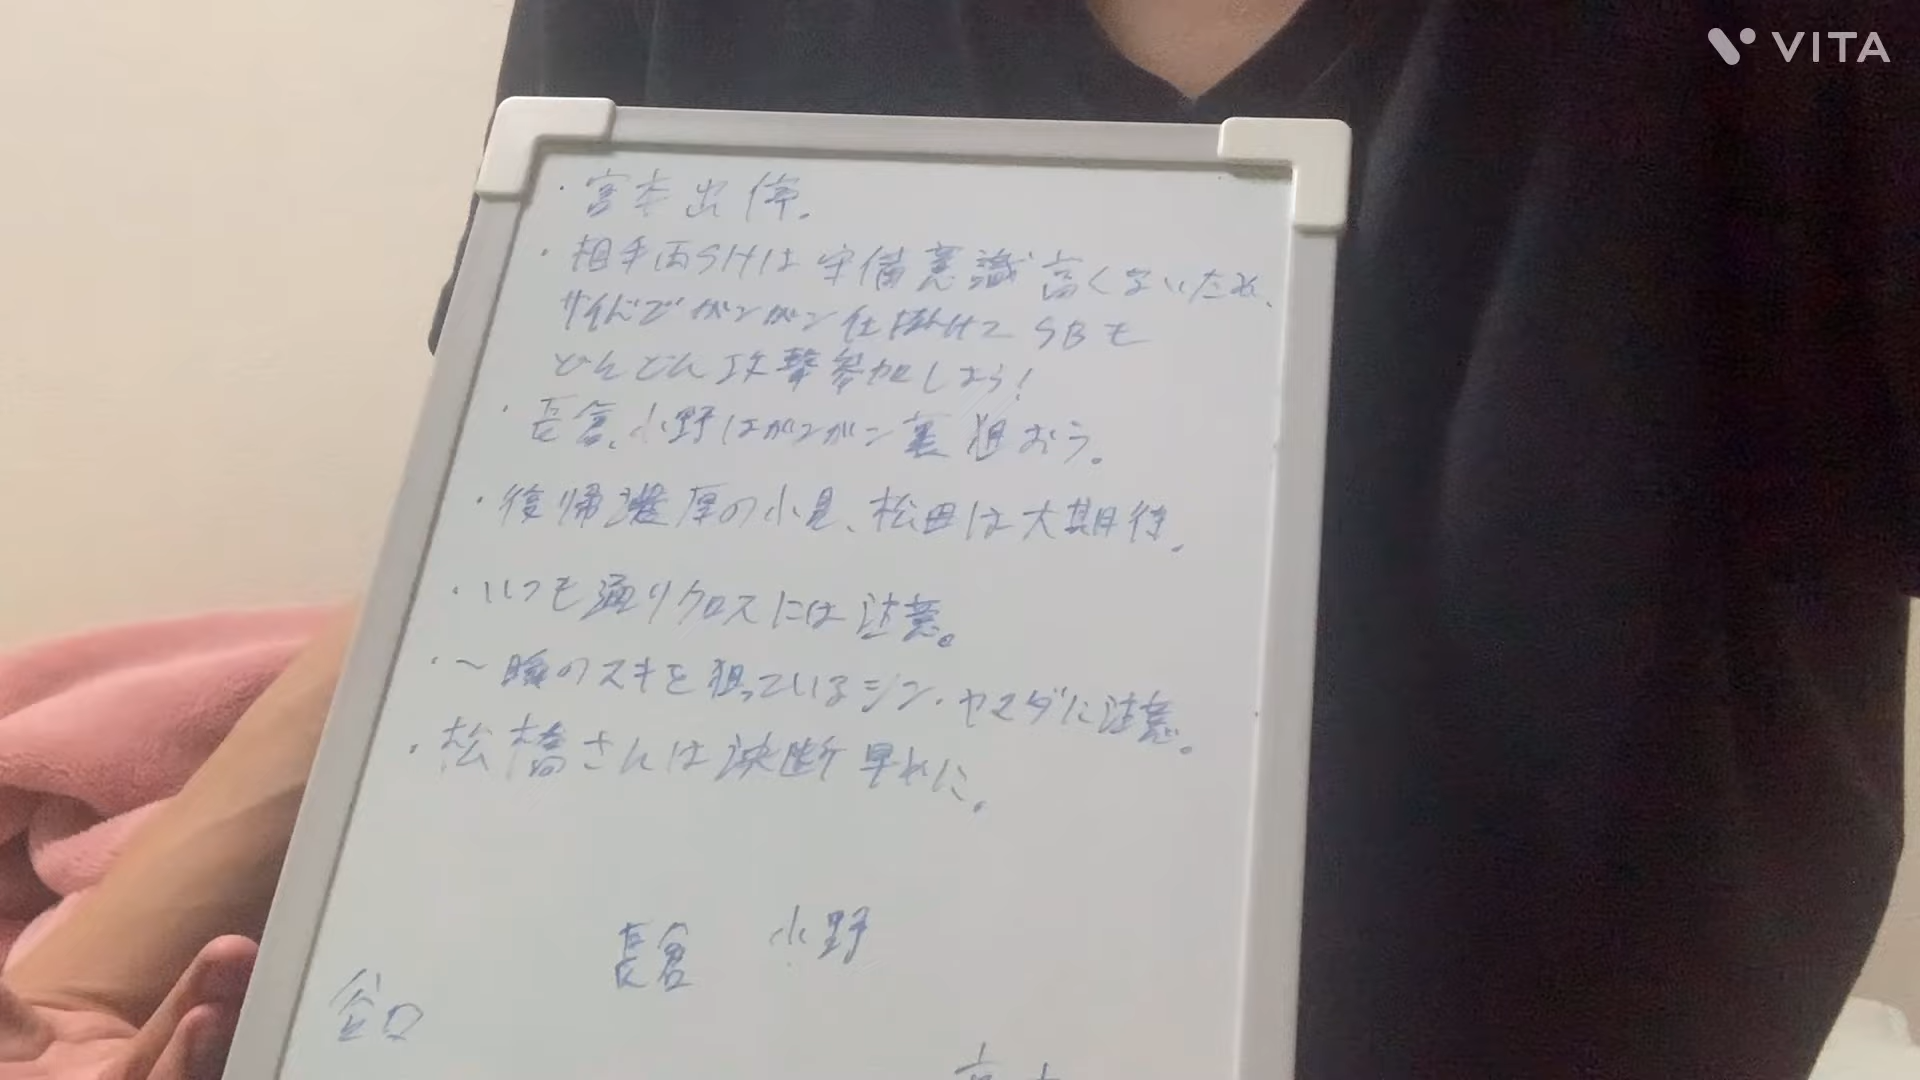 VITA
・宮本出停。
・相手両SHは守備意識高くないため、
サイドでガンガン仕掛けてSBも
どんどん攻撃参加しよう!
・長倉、小野はガンガン裏狙おう。
・復帰濃厚の小見、松田は大期待。
・いつも通りクロスには注意。
・一瞬のスキを狙っているジン・ヤマダに注意。
・松橋さんは決断早めに。
長倉 小野
谷口